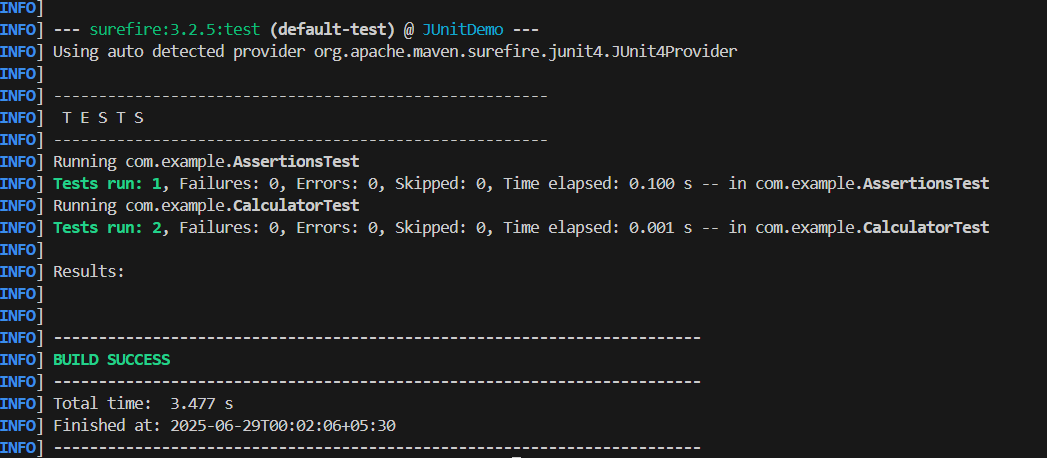 INFO]
INFO] --- surefire:3.2.5:test (default-test) @ JUnitDemo ---
INFO] Using auto detected provider org.apache.maven.surefire.junit4.JUnit4Provider
INFO]
INFO] -------------------------------------------------------
INFO]  T E S T S
INFO] -------------------------------------------------------
INFO] Running com.example.AssertionsTest
INFO] Tests run: 1, Failures: 0, Errors: 0, Skipped: 0, Time elapsed: 0.100 s -- in com.example.AssertionsTest
INFO] Running com.example.CalculatorTest
INFO] Tests run: 2, Failures: 0, Errors: 0, Skipped: 0, Time elapsed: 0.001 s -- in com.example.CalculatorTest
INFO]
INFO] Results:
INFO]
INFO]
INFO] ------------------------------------------------------------------------
INFO] BUILD SUCCESS
INFO] ------------------------------------------------------------------------
INFO] Total time:  3.477 s
INFO] Finished at: 2025-06-29T00:02:06+05:30
INFO] ------------------------------------------------------------------------